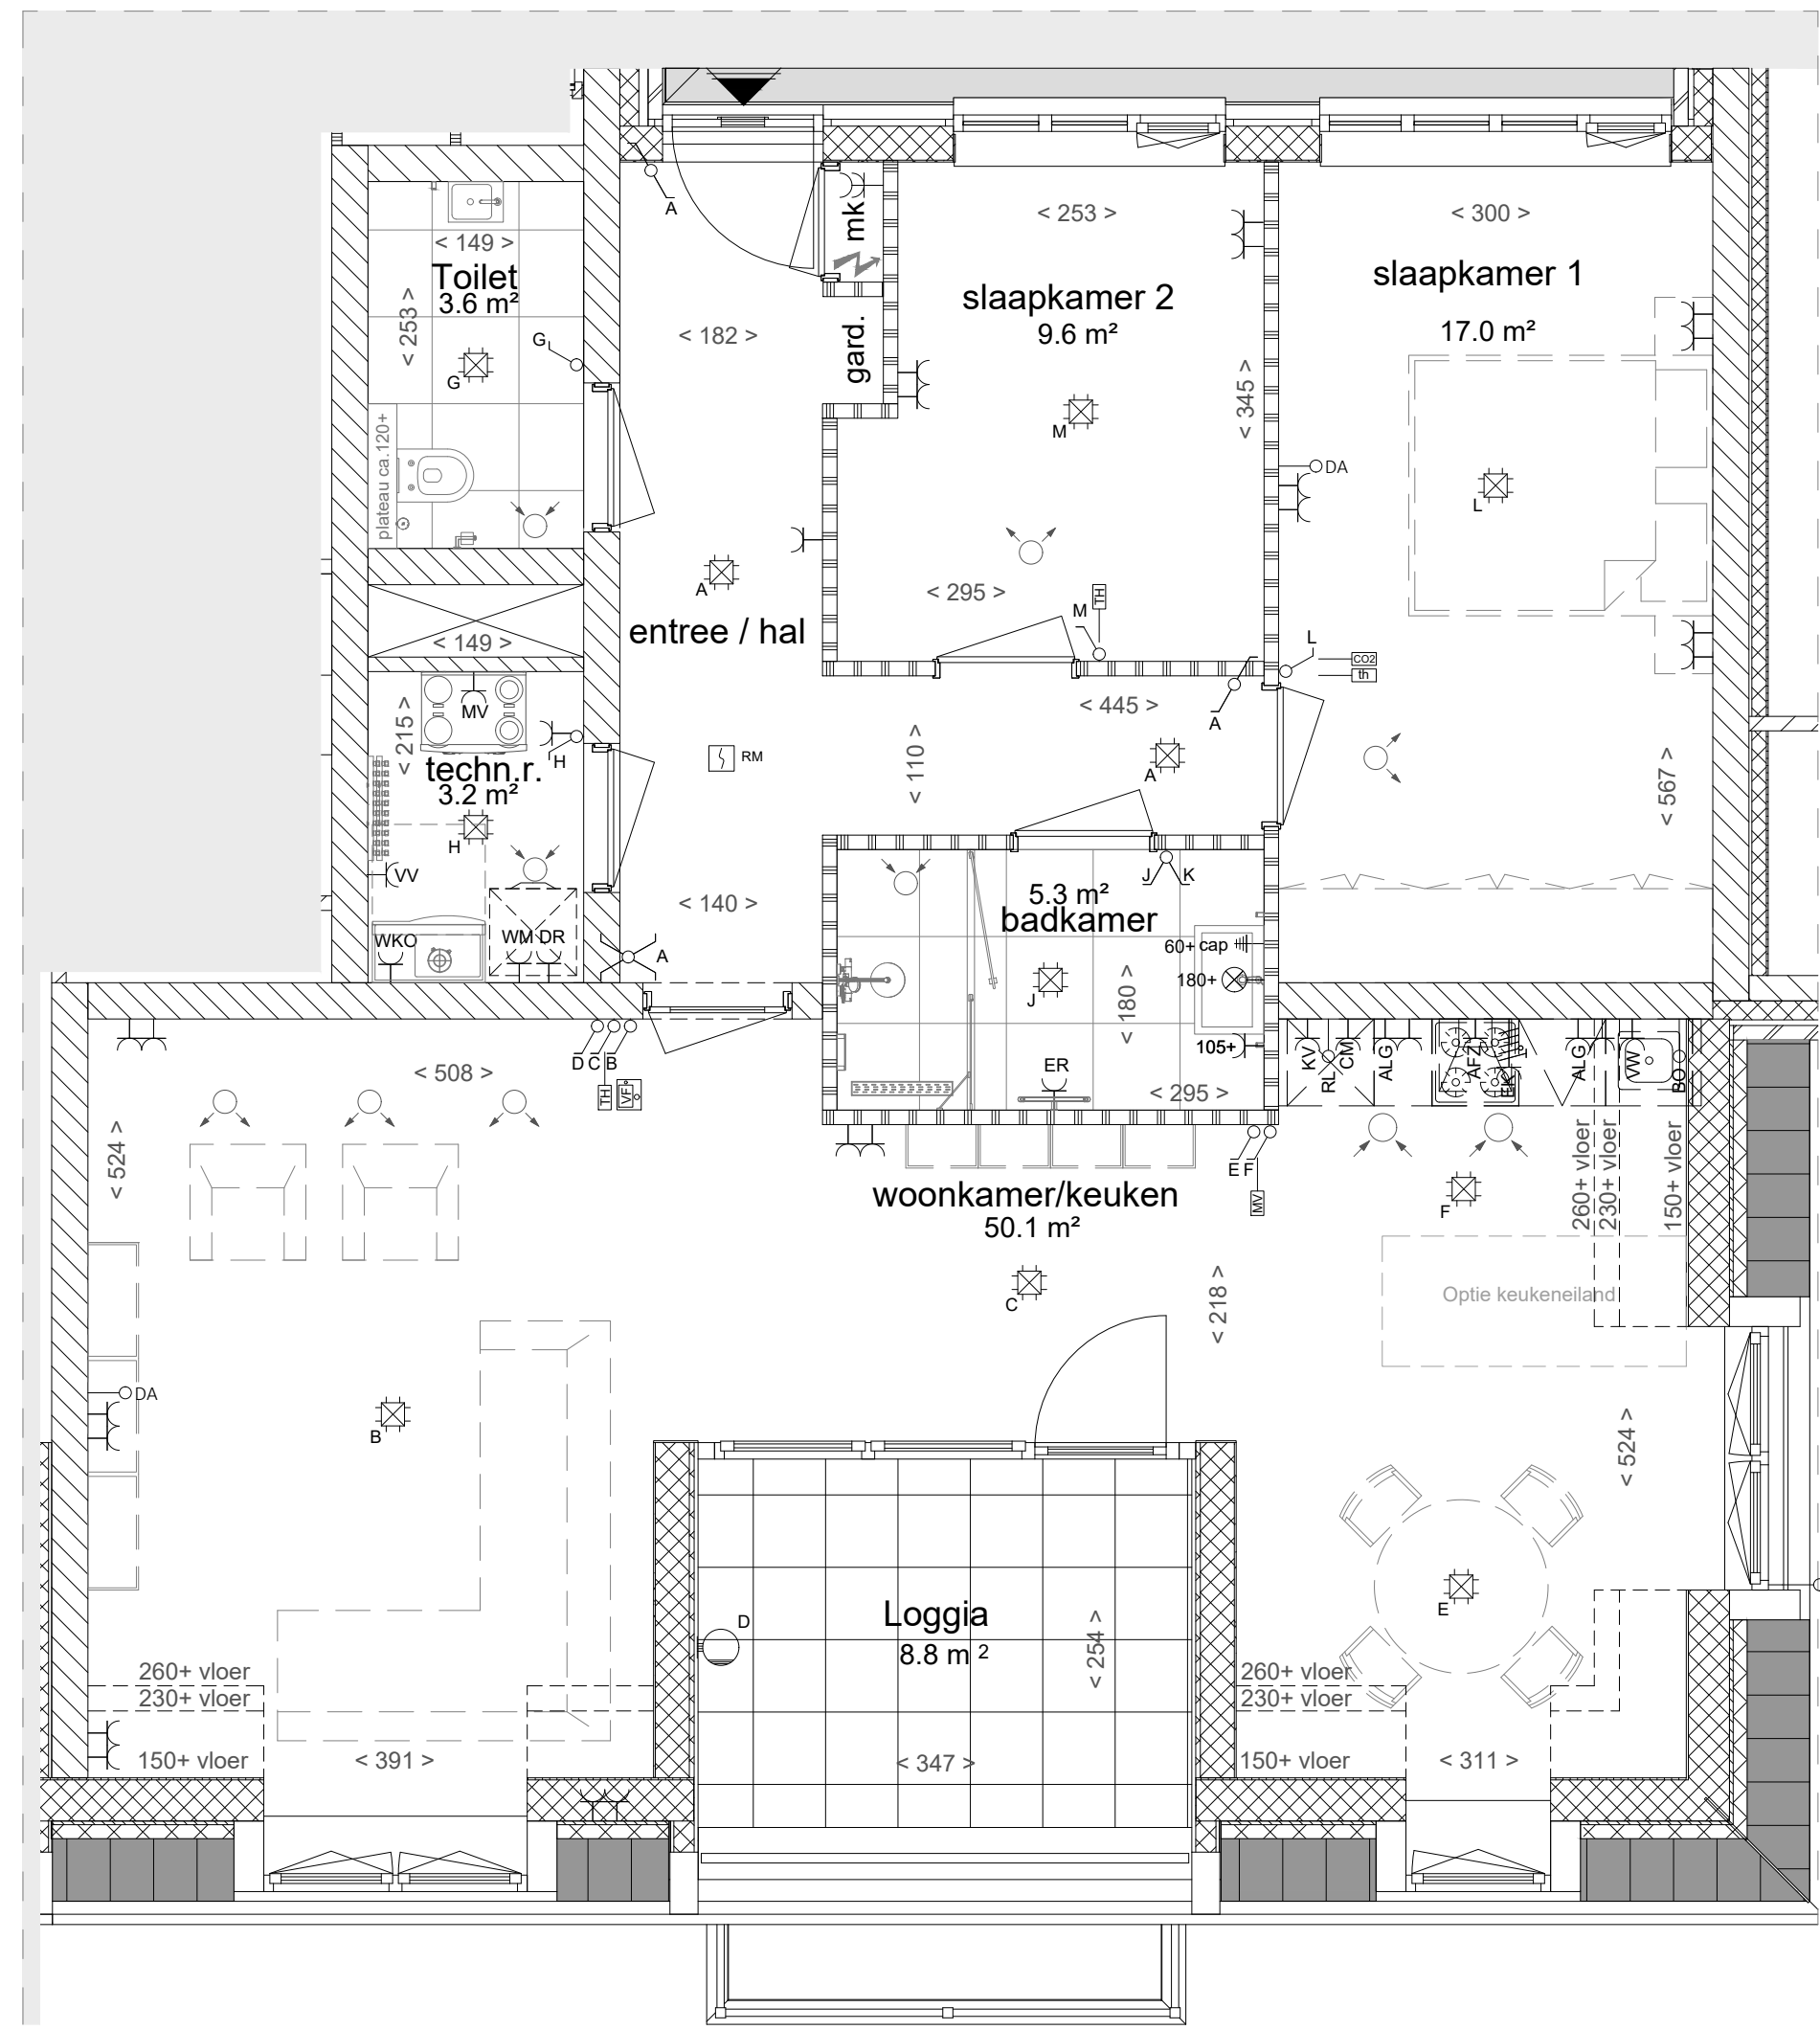 A
mk
< 253 >
< 300 >
< 149 >
Toilet
3.6 m²
< 253 >
G
G
plateau ca.120+
< 182 >
gard.
slaapkamer 2
9.6 m²
< 345 >
M
slaapkamer 1
17.0 m²
DA
L
A
entree / hal
< 295 >
M
TH
L
CO2
th
< 149 >
MV
< 215 >
H
techn.r.
3.2 m²
H
VV
WKO
WM DR
RM
< 110 >
< 445 >
A
A
< 567 >
< 140 >
A
5.3 m²
badkamer
J K
60+ cap
180+
J
< 180 >
105+
ER
< 295 >
D C B
TH
VF
< 508 >
< 524 >
KV
RL
CM
ALG
AFZ
EK
ALG
VW
BO
E F
MV
woonkamer/keuken
50.1 m²
F
260+ vloer
230+ vloer
150+ vloer
C
< 218 >
Optie keukeneiland
DA
B
< 524 >
E
Loggia
8.8 m ²
D
< 254 >
260+ vloer
230+ vloer
150+ vloer
< 391 >
< 347 >
260+ vloer
230+ vloer
150+ vloer
< 311 >